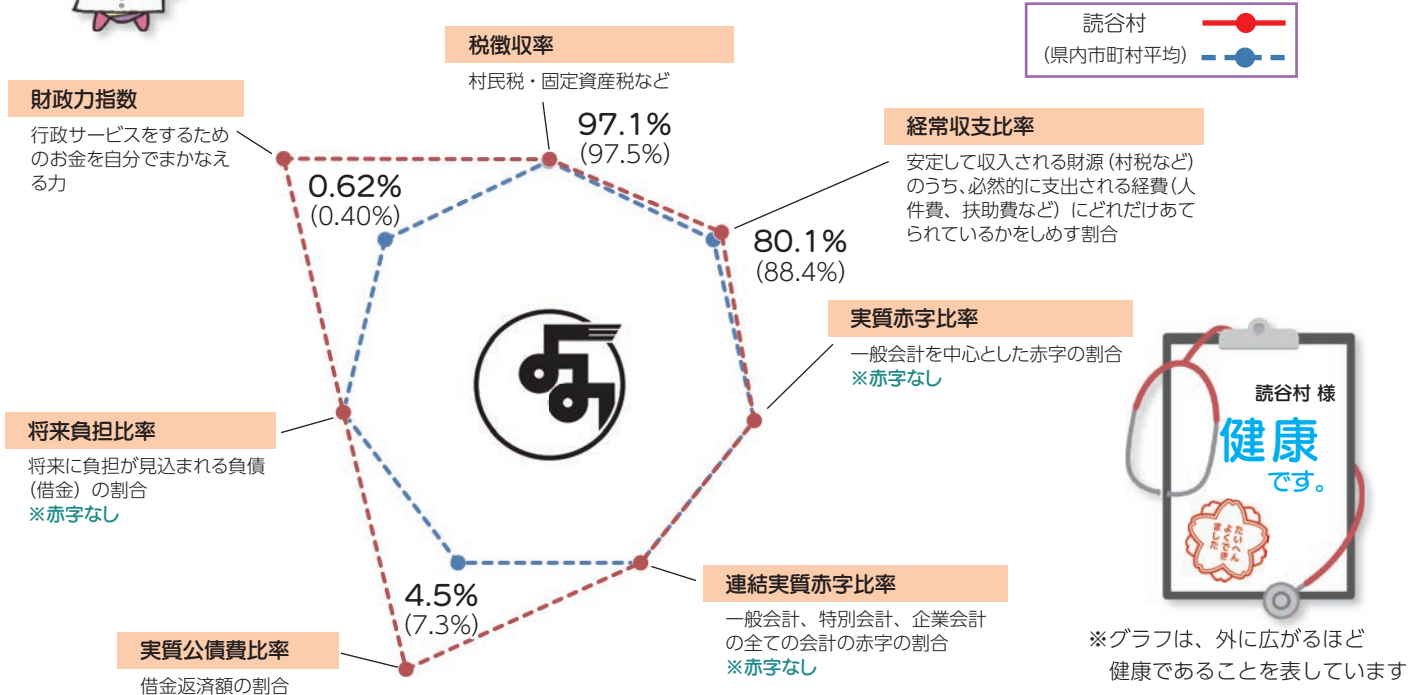 読谷村
(県内市町村平均)
税徴収率
村民税・固定資産税など
97.1%
(97.5%)
財政力指数
行政サービスをするため
のお金を自分でまかなえ
る力
0.62%
(0.40%)
経常収支比率
安定して収入される財源(村税など)
のうち、必然的に支出される経費(人
件費、扶助費など)にどれだけあて
られているかをしめす割合
80.1%
(88.4%)
実質赤字比率
一般会計を中心とした赤字の割合
※赤字なし
将来負担比率
将来に負担が見込まれる負債
(借金)の割合
※赤字なし
連結実質赤字比率
一般会計、特別会計、企業会計
の全ての会計の赤字の割合
※赤字なし
4.5%
(7.3%)
実質公債費比率
借金返済額の割合
読谷村 様
健康
です。
たいへん
よくでき
ました
※グラフは、外に広がるほど
健康であることを表しています